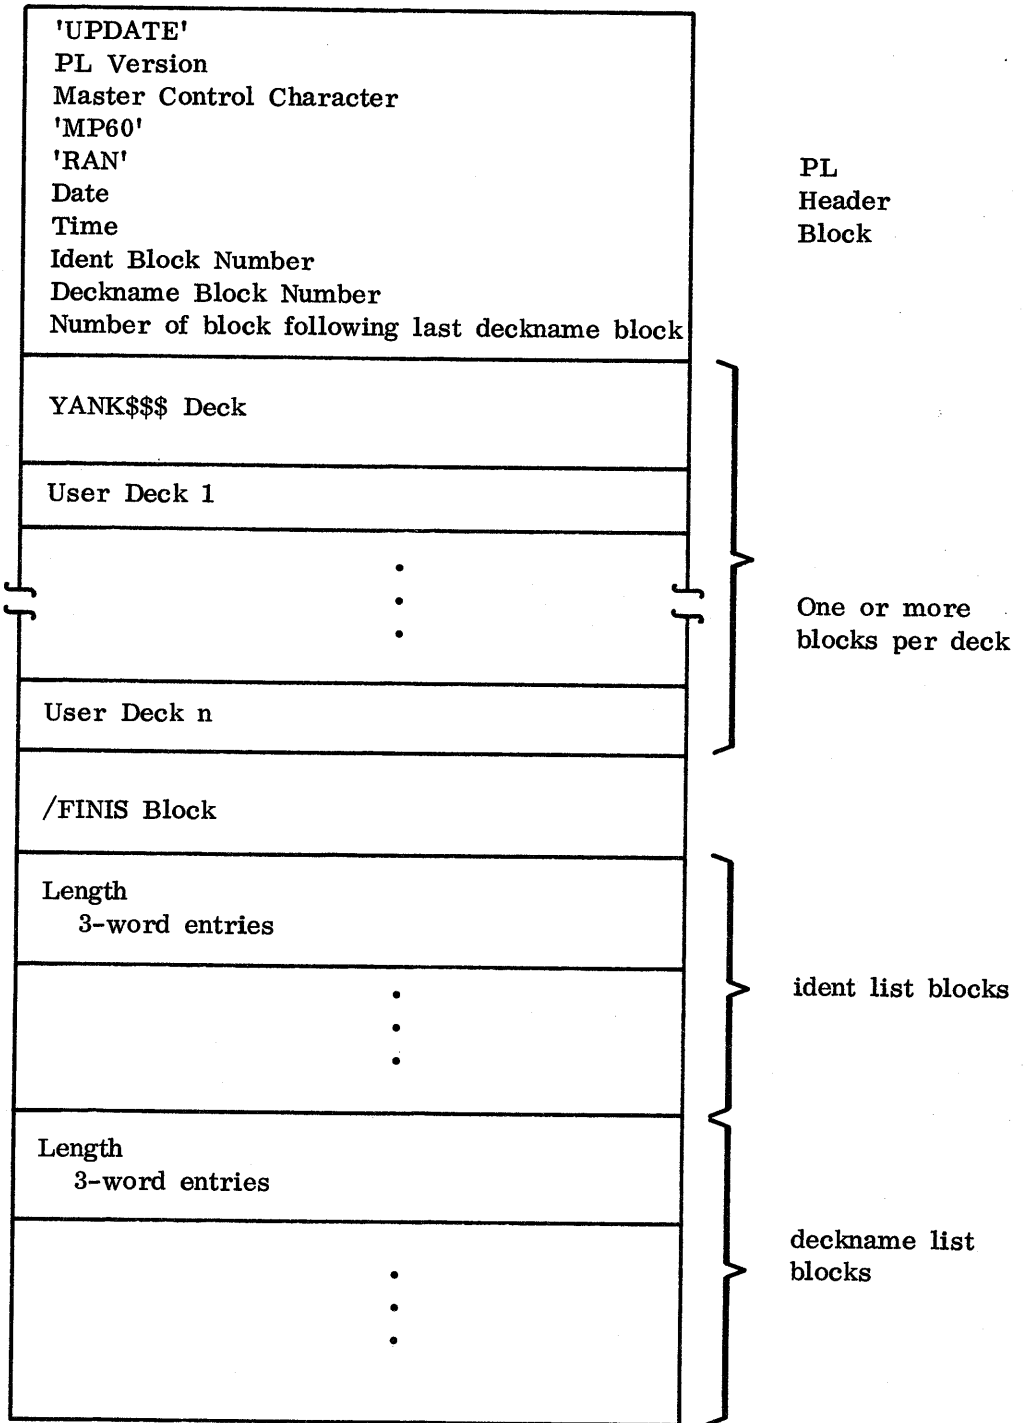 'UPDATE'
PL Version
Master Control Character
'MP60'
'RAN'
Date
Time
Ident Block Number
Deckname Block Number
Number of block following last deckname block
PL
Header
Block
YANK$$$ Deck
User Deck 1
One or more
blocks per deck
User Deck n
/FINIS Block
Length
3-word entries
ident list blocks
Length
3-word entries
deckname list
blocks